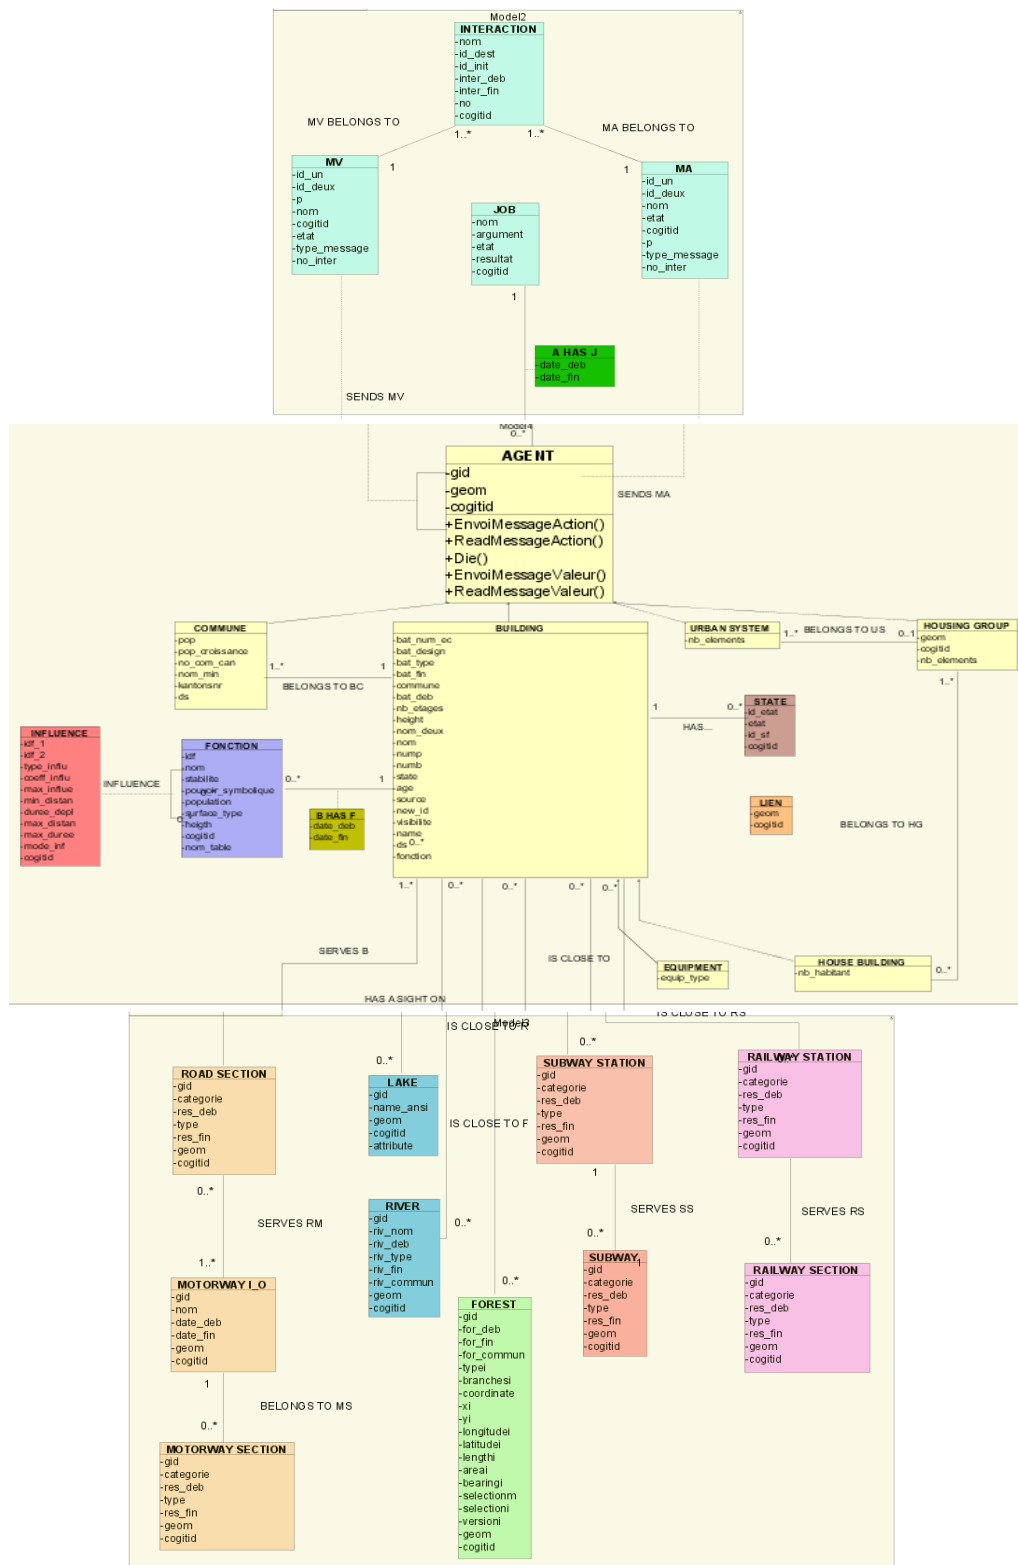 Model2
INTERACTION
-nom
-id_dest
-id_init
-inter_deb
-inter_fin
-no
-cogitid
MV BELONGS TO
1..*
1..*
MA BELONGS TO
1
1
MV
-id_un
-id_deux
-p
-nom
-cogitid
-etat
-type_message
-no_inter
MA
-id_un
-id_deux
-nom
-etat
-cogitid
-p
-type_message
-no_inter
JOB
-nom
-argument
-etat
-resultat
-cogitid
1
A HAS J
-date_deb
-date_fin
SENDS MV
Model4
0..*
AGENT
-gid
-geom
-cogitid
+EnvoiMessageAction()
+ReadMessageAction()
+Die()
+EnvoiMessageValeur()
+ReadMessageValeur()
SENDS MA
COMMUNE
-pop
-pop_croissance
-no_com_can
-nom_min
-kantonsnr
-ds
1..*
1
BELONGS TO BC
BUILDING
-bat_num_ec
-bat_design
-bat_type
-bat_fin
-commune
-bat_deb
-nb_etages
-height
-nom_deux
-nom
-nump
-numb
-state
-age
-source
-new_id
-visibilite
-name
-ds
0..*
-fonction
URBAN SYSTEM
-nb_elements
1..*
BELONGS TO US
0..1
HOUSING GROUP
-geom
-cogitid
-nb_elements
1..*
1
0..*
HAS...
STATE
-id_etat
-etat
-id_sf
-cogitid
INFLUENCE
-idf_1
-idf_2
-type_influ
-coeff_influ
-max_influe
-min_distan
-duree_depl
-max_distan
-max_duree
-mode_inf
-cogitid
INFLUENCE
FONCTION
-idf
-nom
-stabilite
-pouvoir_symbolique
-population
-surface_type
-heigth
-cogitid
-nom_table
0..*
1
B HAS F
-date_deb
-date_fin
LIEN
-geom
-cogitid
BELONGS TO HG
1..*
0..*
0..*
0..*
0..*
*
SERVES B
IS CLOSE TO
EQUIPMENT
-equip_type
HOUSE BUILDING
-nb_habitant
0..*
HAS A SIGHT ON
Model3
IS CLOSE TO R
IS CLOSE TO RS
ROAD SECTION
-gid
-categorie
-res_deb
-type
-res_fin
-geom
-cogitid
0..*
SERVES RM
1..*
MOTORWAY I_O
-gid
-nom
-date_deb
-date_fin
-geom
-cogitid
1
BELONGS TO MS
0..*
MOTORWAY SECTION
-gid
-categorie
-res_deb
-type
-res_fin
-geom
-cogitid
0..*
LAKE
-gid
-name_ansi
-geom
-cogitid
-attribute
IS CLOSE TO F
RIVER
-gid
-riv_nom
-riv_deb
-riv_type
-riv_fin
-riv_commun
-geom
-cogitid
0..*
0..*
FOREST
-gid
-for_deb
-for_fin
-for_commun
-typei
-branchesi
-coordinate
-xi
-yi
-longitudei
-latitudei
-lengthi
-areai
-bearingi
-selectionm
-selectioni
-versioni
-geom
-cogitid
0..*
SUBWAY STATION
-gid
-categorie
-res_deb
-type
-res_fin
-geom
-cogitid
1
SERVES SS
0..*
SUBWAY
1
-gid
-categorie
-res_deb
-type
-res_fin
-geom
-cogitid
RAILWAY STATION
-gid
-categorie
-res_deb
-type
-res_fin
-geom
-cogitid
SERVES RS
0..*
RAILWAY SECTION
-gid
-categorie
-res_deb
-type
-res_fin
-geom
-cogitid